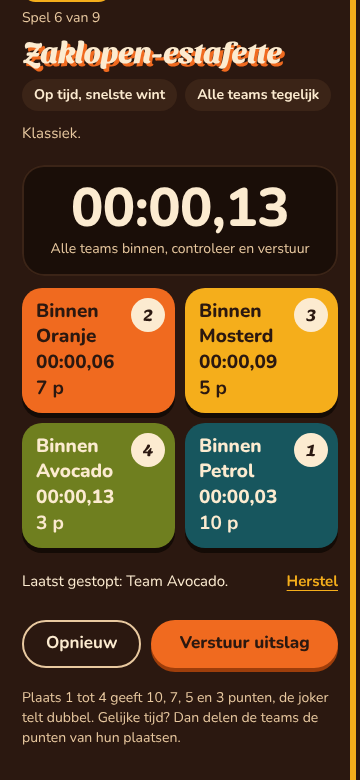 Spel 6 van 9
Zaklopen-estafette
Op tijd, snelste wint
Alle teams tegelijk
Klassiek.
00:00,13
Alle teams binnen, controleer en verstuur
Binnen
Oranje
00:00,06
7 p
2
Binnen
Mosterd
00:00,09
5 p
3
Binnen
Avocado
00:00,13
3 p
4
Binnen
Petrol
00:00,03
10 p
1
Laatst gestopt: Team Avocado.
Herstel
Opnieuw
Verstuur uitslag
Plaats 1 tot 4 geeft 10, 7, 5 en 3 punten, de joker
telt dubbel. Gelijke tijd? Dan delen de teams de
punten van hun plaatsen.